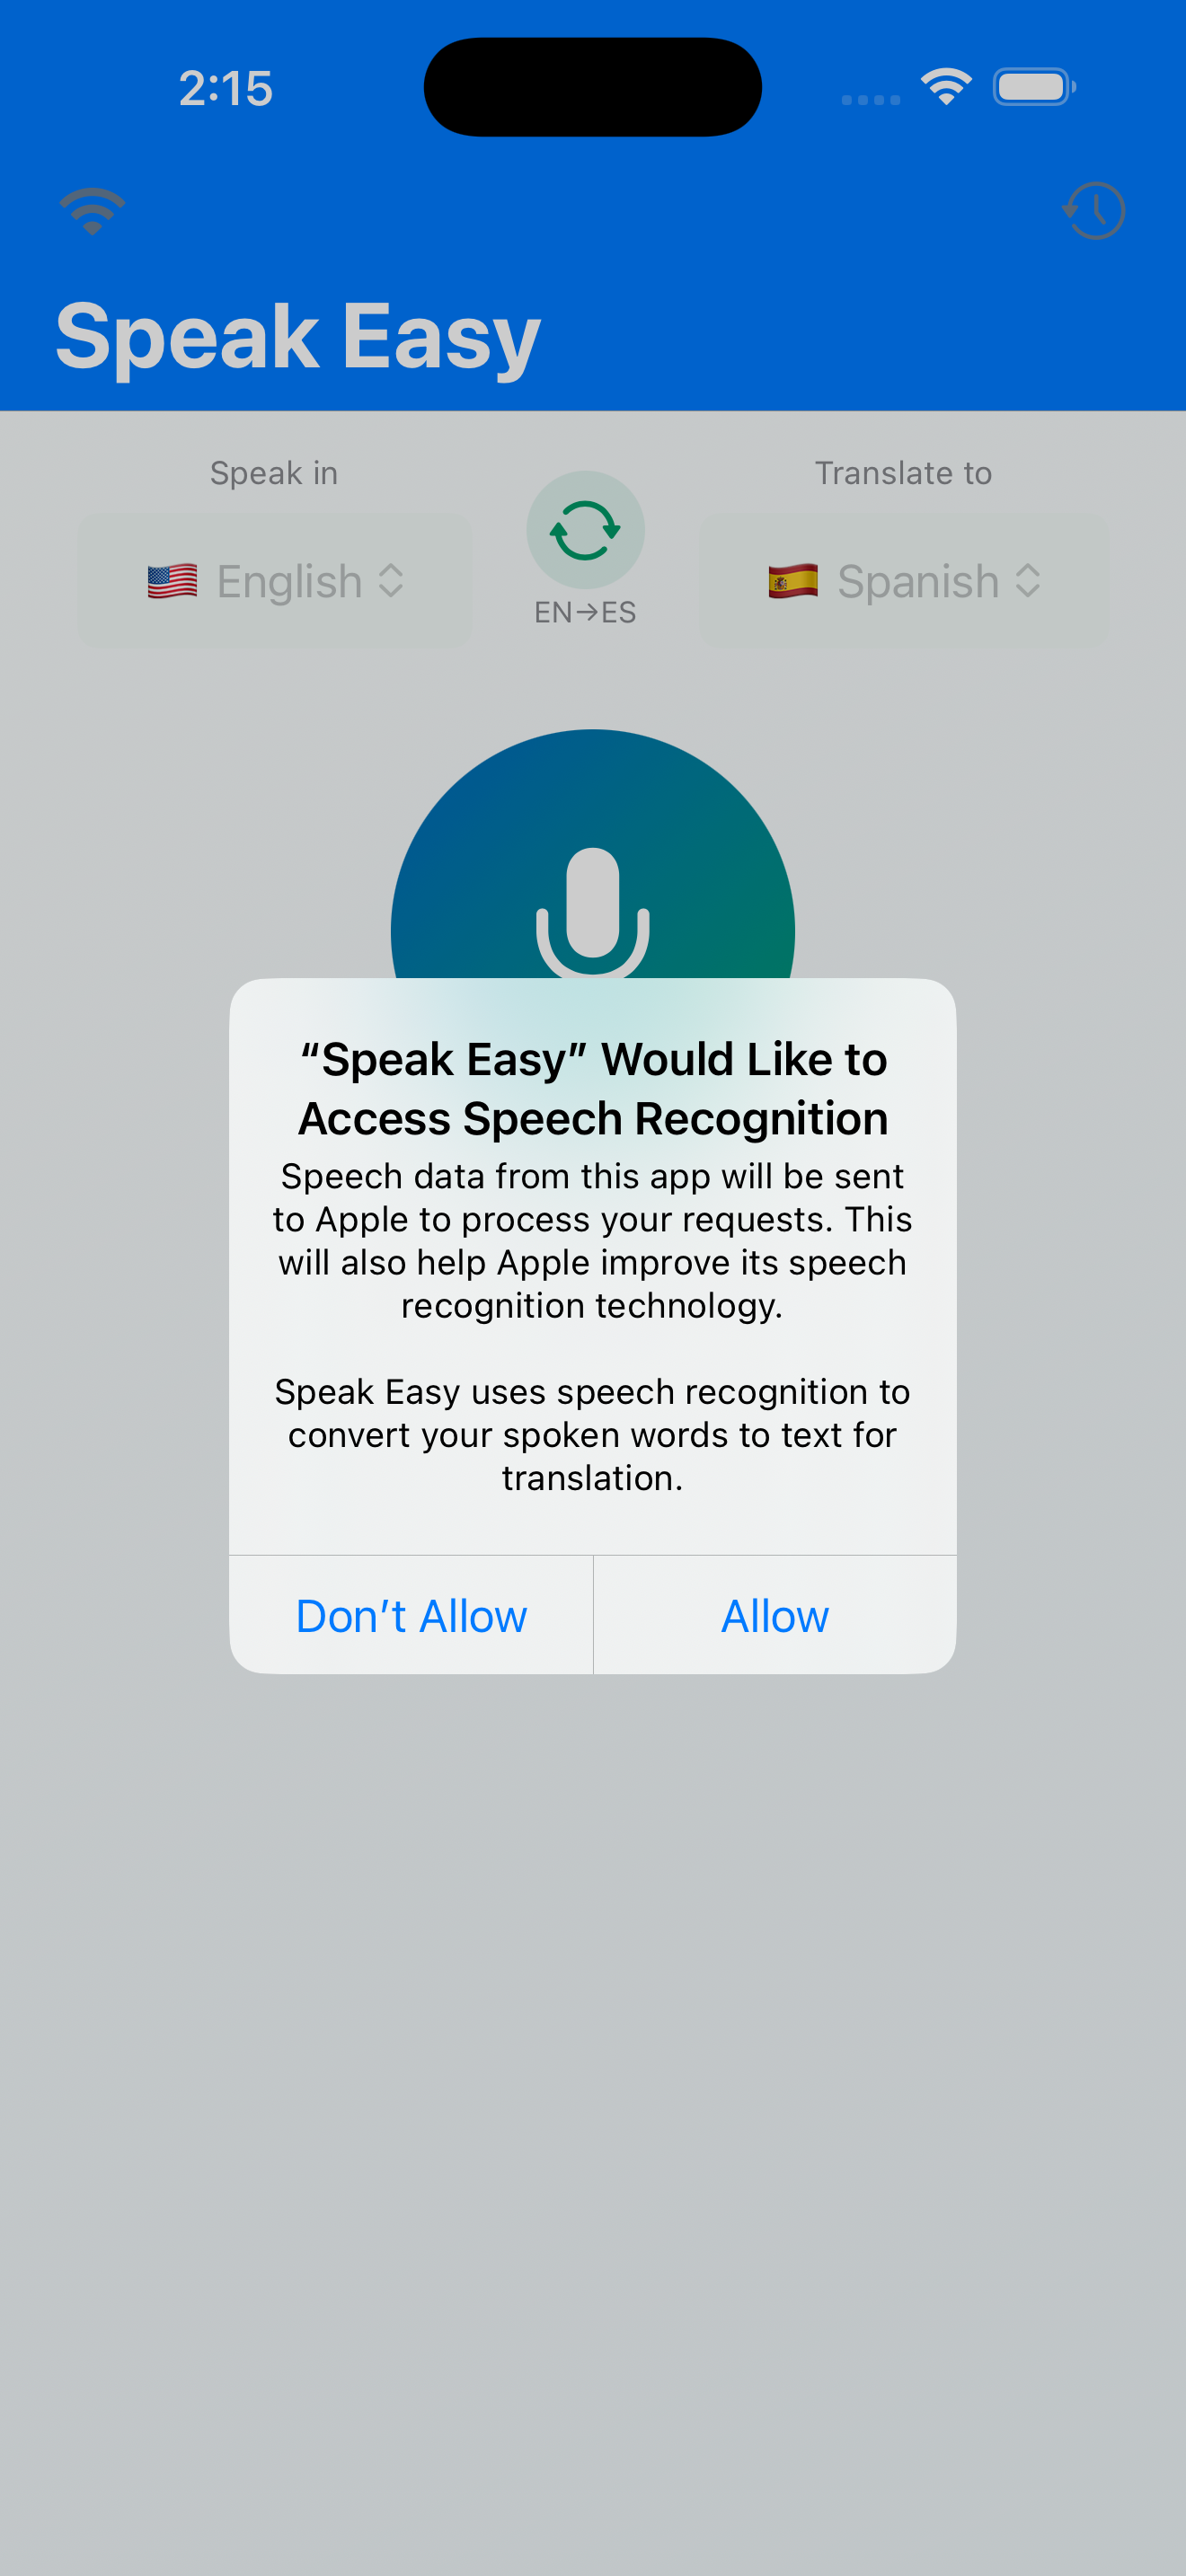 2:15
Speak Easy
Speak in
Translate to
English
Spanish
EN→ES
“Speak Easy” Would Like to
Access Speech Recognition
Speech data from this app will be sent
to Apple to process your requests. This
will also help Apple improve its speech
recognition technology.
Speak Easy uses speech recognition to
convert your spoken words to text for
translation.
Don’t Allow
Allow